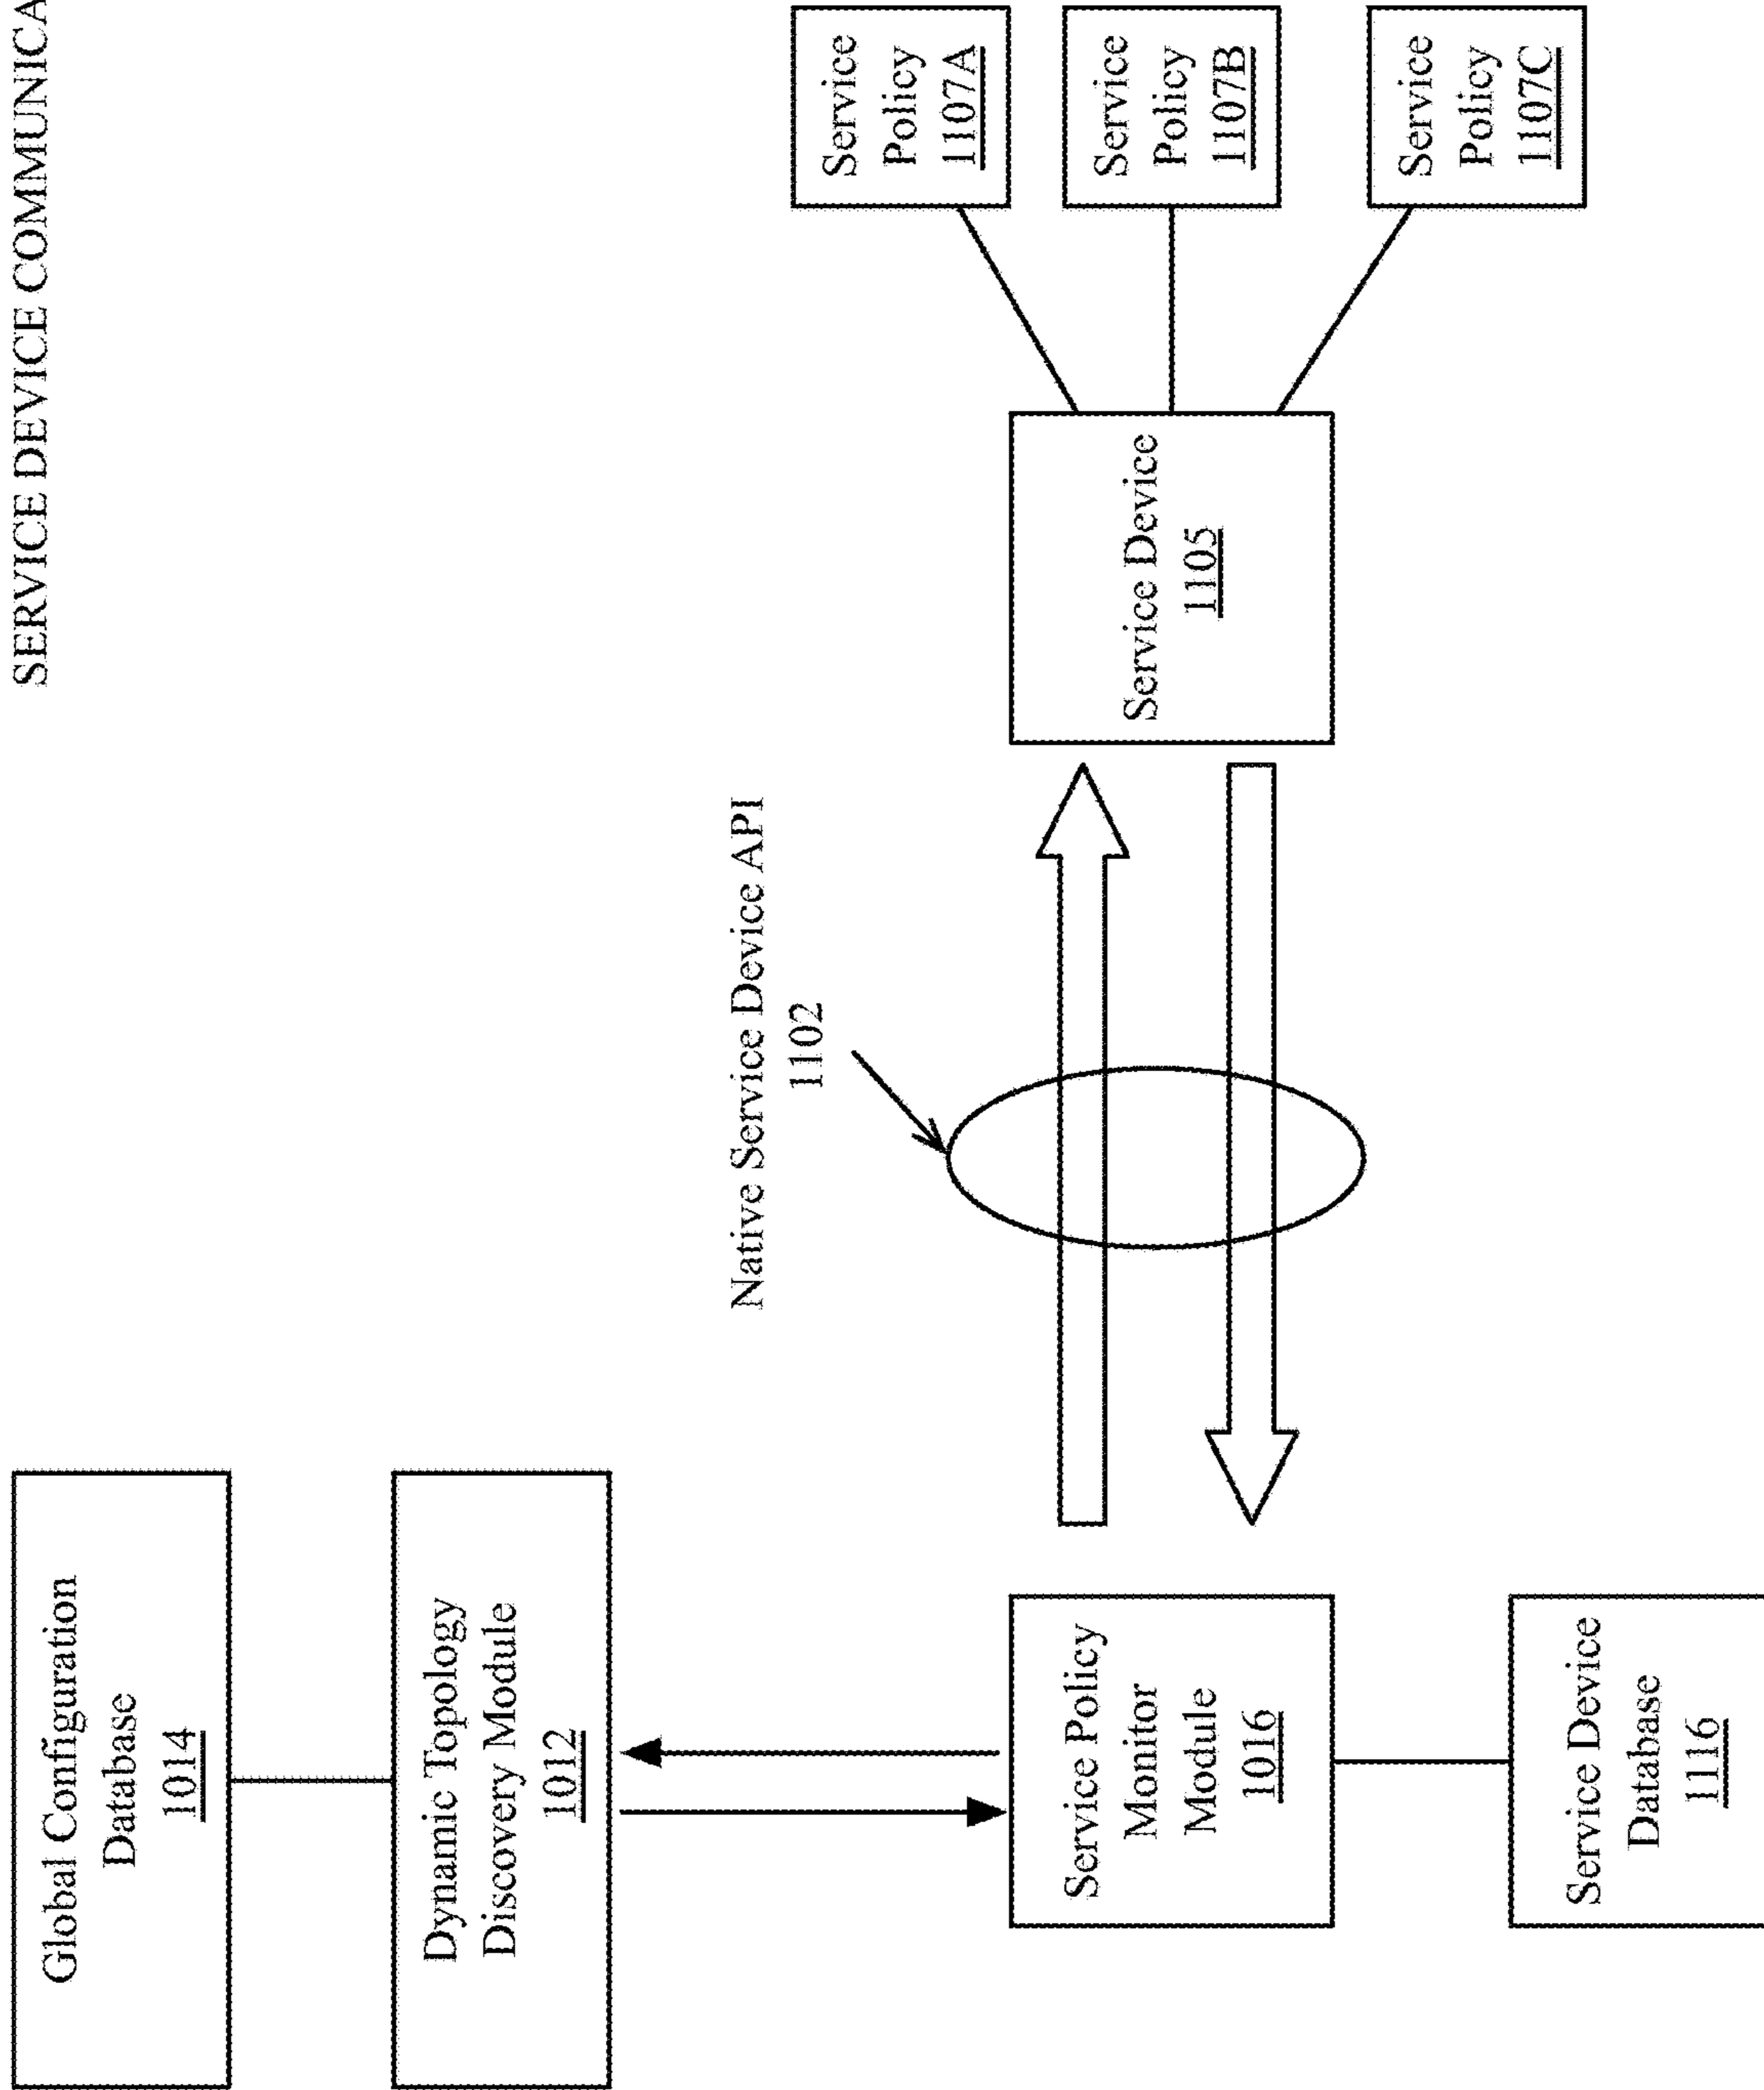 SERVICE DEVICE COMMUNICA
Global Configuration
Database
1014
Dynamic Topology
Discovery Module
1012
Service Policy
Monitor
Module
1016
Service Device
Database
1116
Native Service Device API
1102
Service Device
1105
Service
Policy
1107A
Service
Policy
1107B
Service
Policy
1107C